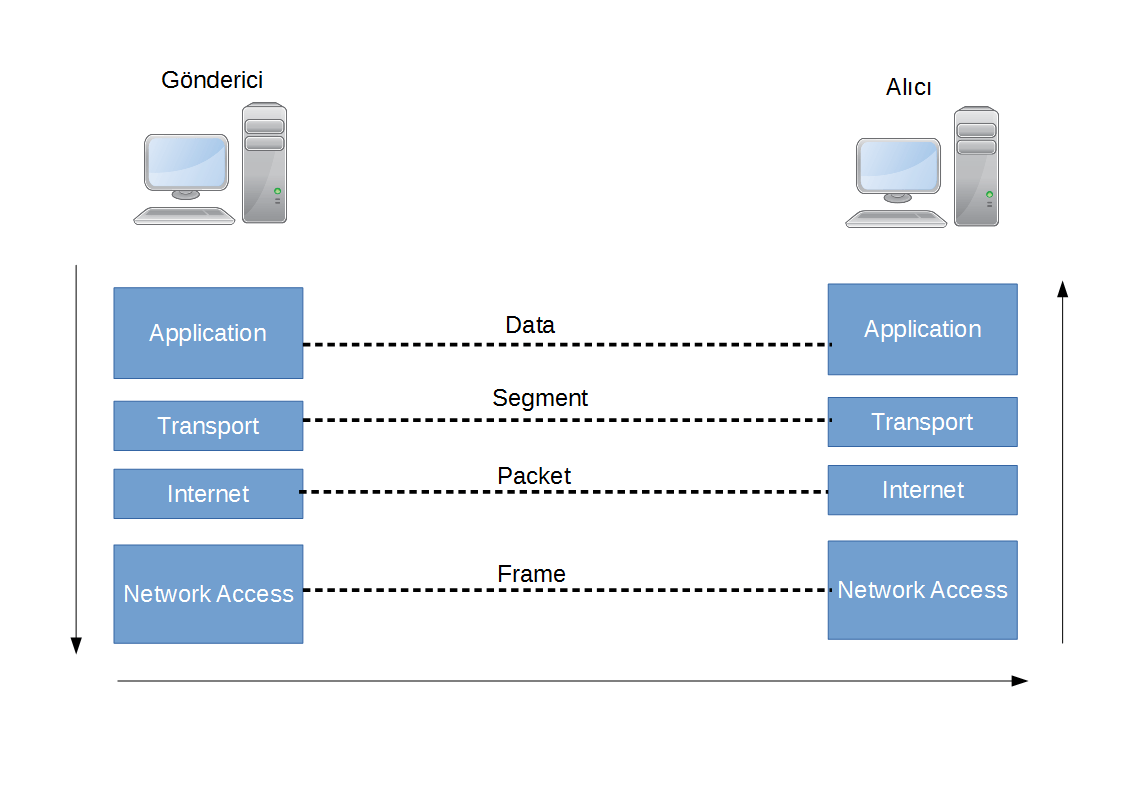 Gönderici
Alıcı
Application
Data
Application
Transport
Segment
Transport
Internet
Packet
Internet
Network Access
Frame
Network Access